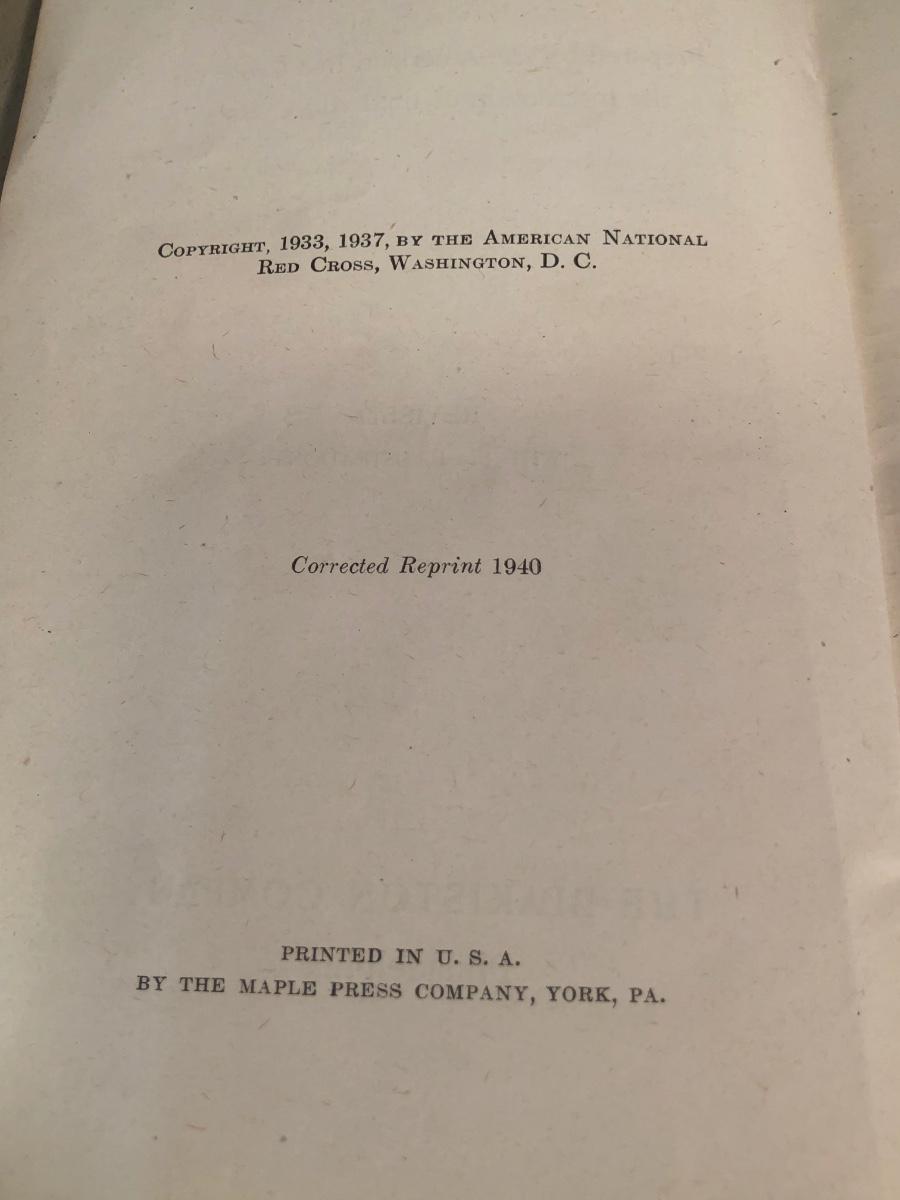 COPYRIGHT, 1933, 1937, BY THE AMERICAN NATIONAL
RED CROSS, WASHINGTON, D. C.
Corrected Reprint 1940
PRINTED IN U. S. A.
BY THE MAPLE PRESS COMPANY, YORK, PA.